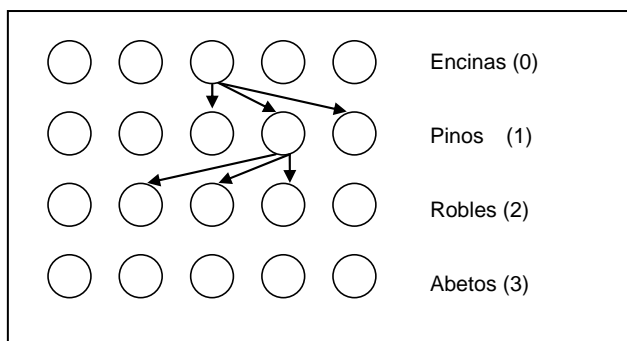 Encinas (0)
Pinos (1)
Robles (2)
Abetos (3)